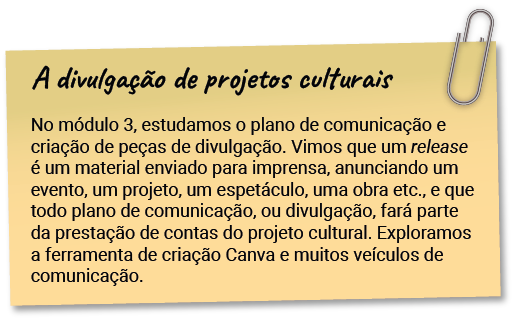 A divulgação de projetos culturais
No módulo 3, estudamos o plano de comunicação e
criação de peças de divulgação. Vimos que um release
é um material enviado para imprensa, anunciando um
evento, um projeto, um espetáculo, uma obra etc., e que
todo plano de comunicação, ou divulgação, fará parte
da prestação de contas do projeto cultural. Exploramos
a ferramenta de criação Canva e muitos veículos de
comunicação.